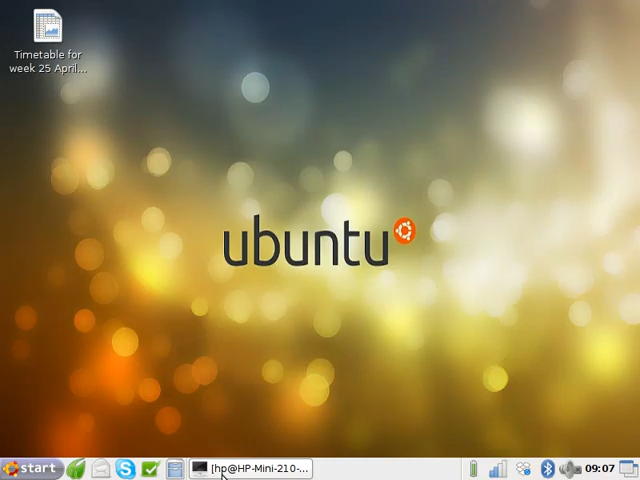 Timetable for
week 25 April...
ubuntu
start
[hp@HP-Mini-210-...
09:07